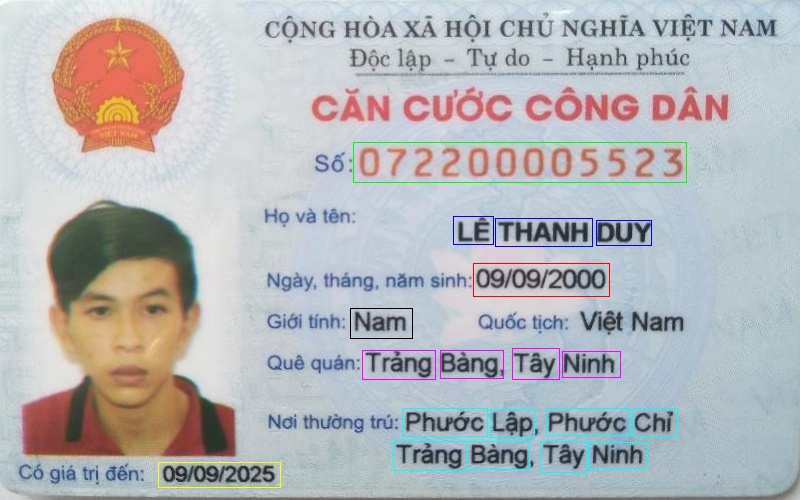 CỘNG HÒA XÃ HỘI CHỦ NGHĨA VIỆT NAM
Độc lập – Tự do – Hạnh phúc
CĂN CƯỚC CÔNG DÂN
Số: 072200005523
Họ và tên: LÊ THANH DUY
Ngày, tháng, năm sinh: 09/09/2000
Giới tính: Nam Quốc tịch: Việt Nam
Quê quán: Trảng Bàng, Tây Ninh
Nơi thường trú: Phước Lập, Phước Chỉ
Trảng Bàng, Tây Ninh
Có giá trị đến: 09/09/2025